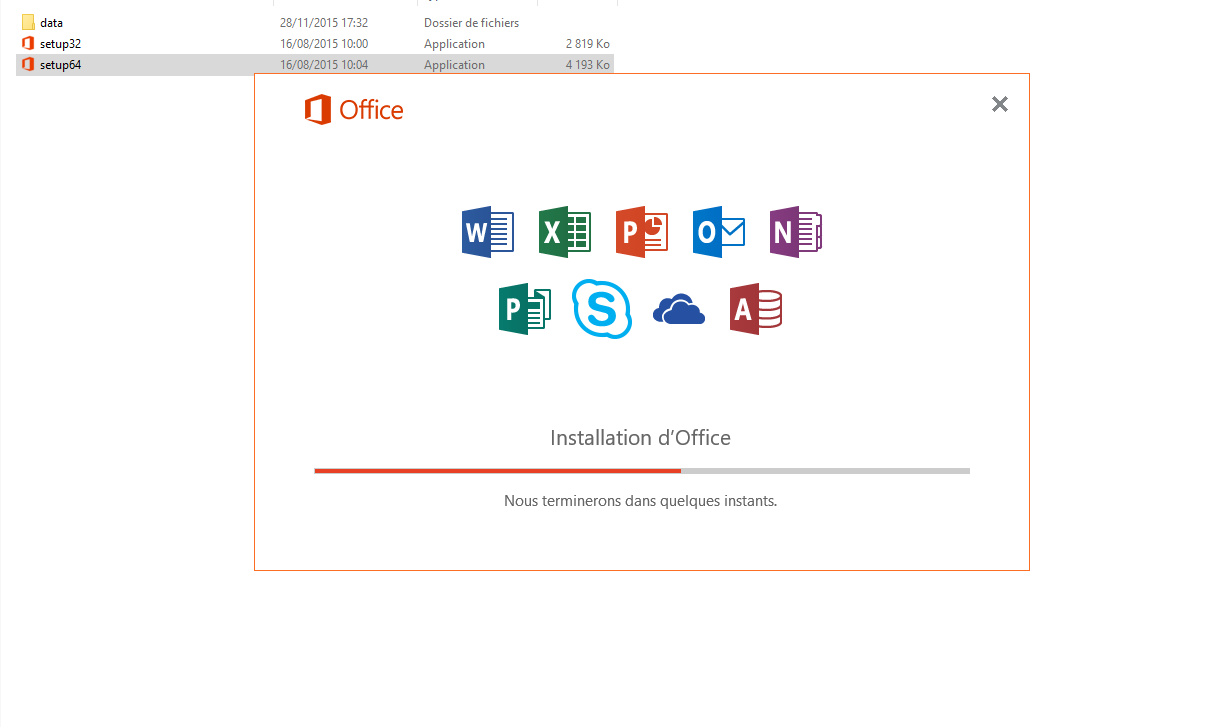 data 28/11/2015 17:32 Dossier de fichiers
setup32 16/08/2015 10:00 Application 2 819 Ko
setup64 16/08/2015 10:04 Application 4 193 Ko
Office
W X P O N
P S A
Installation d'Office
Nous terminerons dans quelques instants.